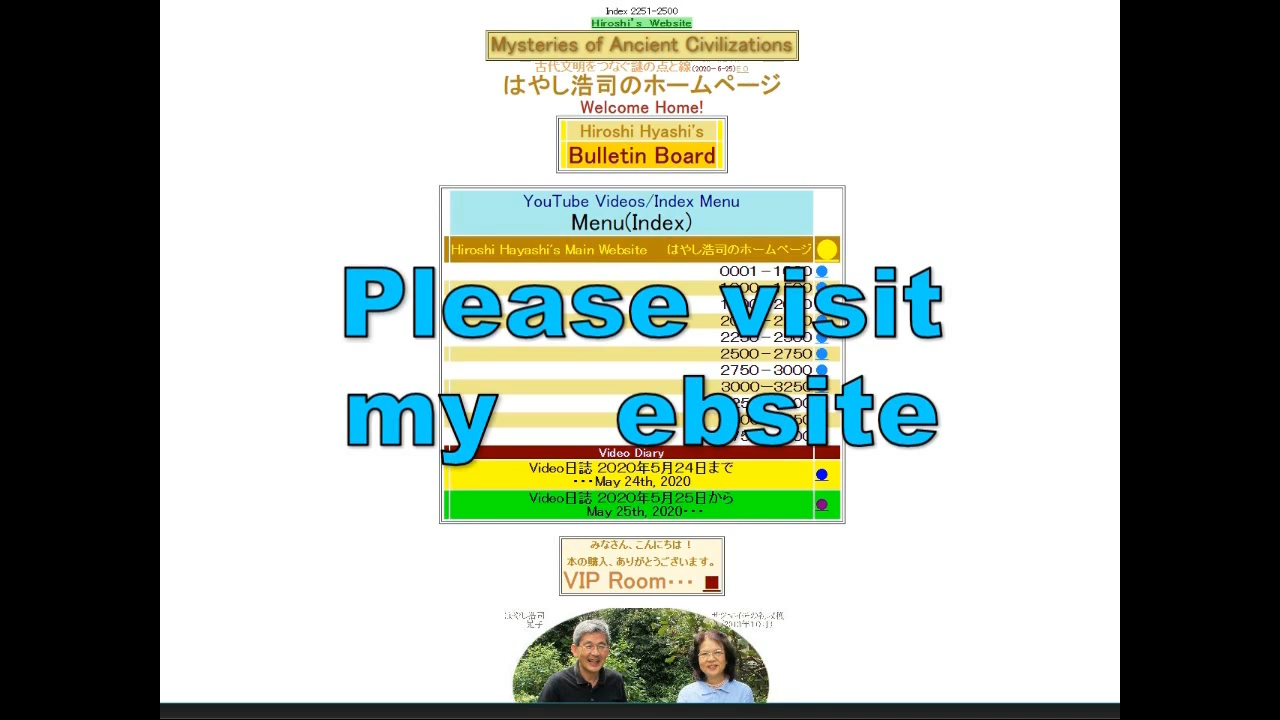 Index 2251-2500
Hiroshi's Website
Mysteries of Ancient Civilizations
古代文明をつなぐ謎の点と線(2020-6-25)
はやし浩司のホームページ
Welcome Home!
Hiroshi Hyashi's
Bulletin Board
YouTube Videos/Index Menu
Menu(Index)
Hiroshi Hayashi's Main Website はやし浩司のホームページ
Please visit
2500－2750
2750－3000
3000－3250
my ebsite
Video Diary
Video日誌 2020年5月24日まで
・・・May 24th, 2020
Video日誌 2020年5月25日から
May 25th, 2020・・・
みなさん、こんにちは！
本の購入、ありがとうございます。
VIP Room・・・
はやし浩司